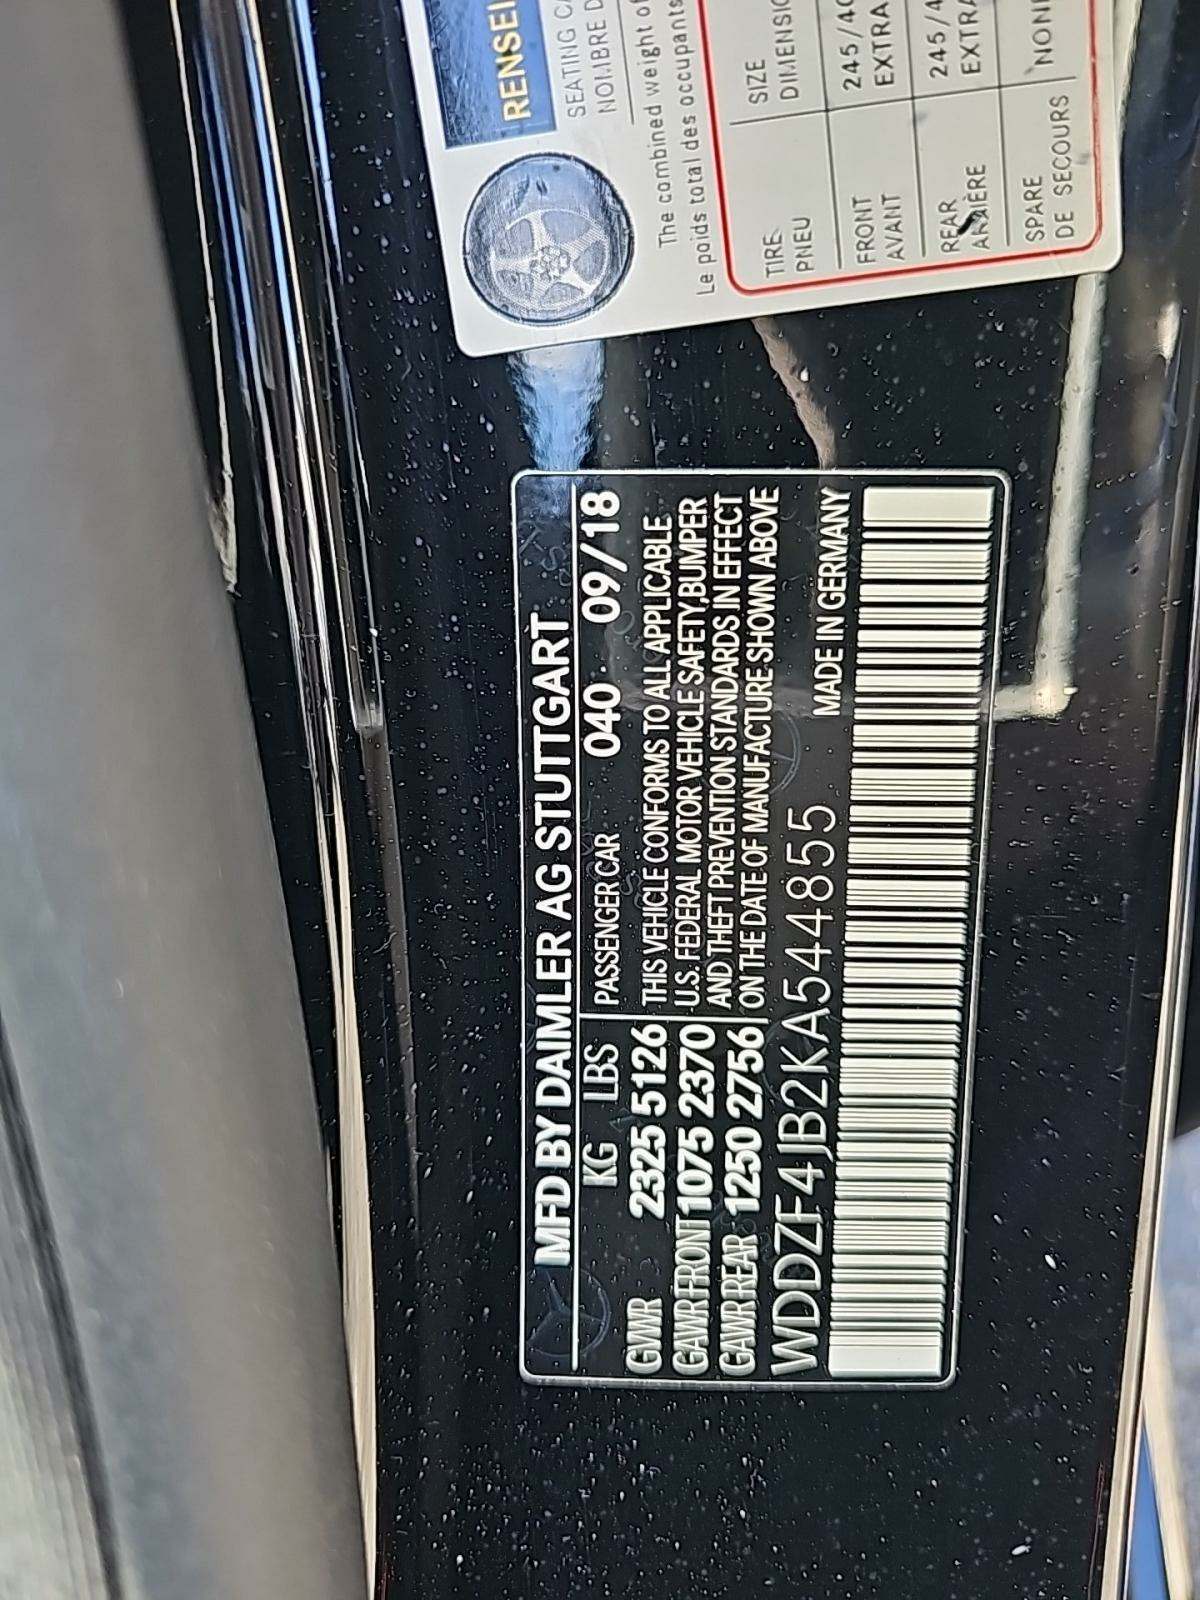 MFD BY DAIMLER AG STUTTGART
KG LBS
PASSENGER CAR 040 09/18
GVWR 2325 5126
GAWR FRONT 1075 2370
GAWR REAR 1250 2756
THIS VEHICLE CONFORMS TO ALL APPLICABLE
U.S. FEDERAL MOTOR VEHICLE SAFETY,BUMPER
AND THEFT PREVENTION STANDARDS IN EFFECT
ON THE DATE OF MANUFACTURE SHOWN ABOVE
WDDZF4JB2KA544855
MADE IN GERMANY
RENSEI
SEATING CA
NOMBRE D
The combined weight of
Le poids total des occupants
TIRE SIZE
PNEU DIMENSIO
FRONT 245/40
AVANT EXTRA
REAR 245/4
ARRIÈRE EXTRA
SPARE NON
DE SECOURS